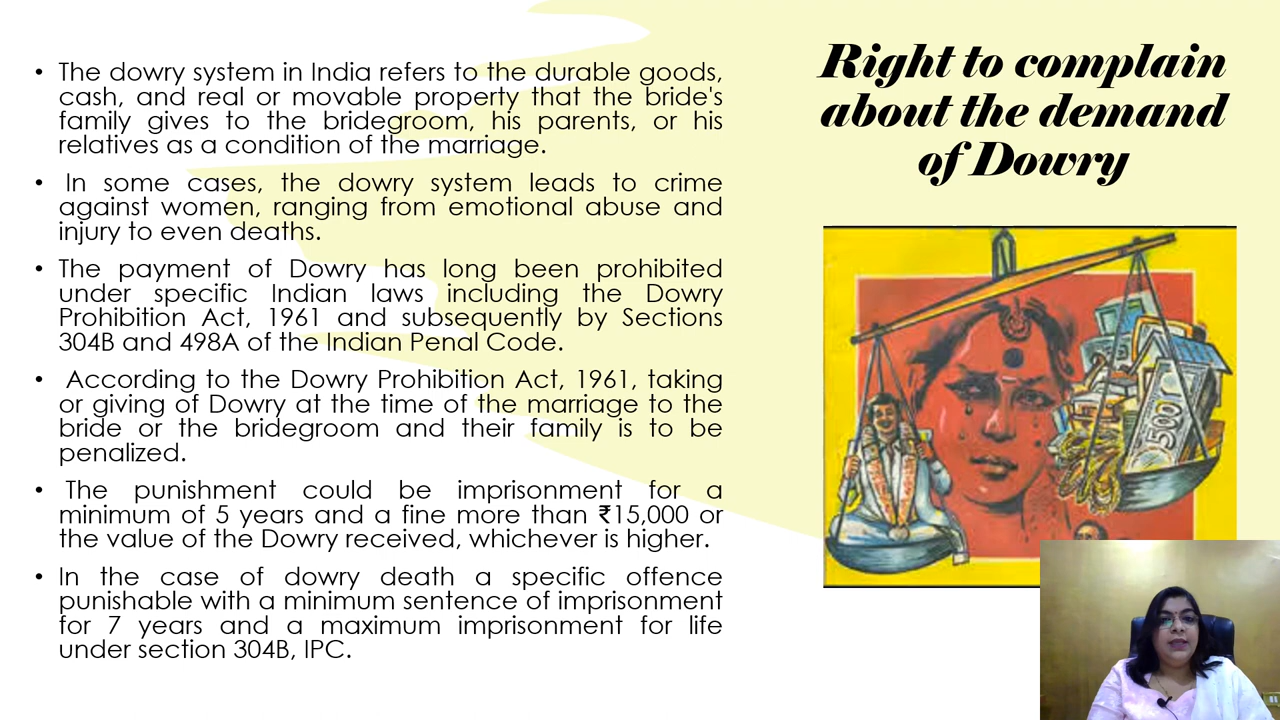 Right to complain
about the demand
of Dowry
• The dowry system in India refers to the durable goods,
cash, and real or movable property that the bride's
family gives to the bridegroom, his parents, or his
relatives as a condition of the marriage.
• In some cases, the dowry system leads to crime
against women, ranging from emotional abuse and
injury to even deaths.
• The payment of Dowry has long been prohibited
under specific Indian laws including the Dowry
Prohibition Act, 1961 and subsequently by Sections
304B and 498A of the Indian Penal Code.
• According to the Dowry Prohibition Act, 1961, taking
or giving of Dowry at the time of the marriage to the
bride or the bridegroom and their family is to be
penalized.
• The punishment could be imprisonment for a
minimum of 5 years and a fine more than ₹15,000 or
the value of the Dowry received, whichever is higher.
• In the case of dowry death a specific offence
punishable with a minimum sentence of imprisonment
for 7 years and a maximum imprisonment for life
under section 304B, IPC.
500